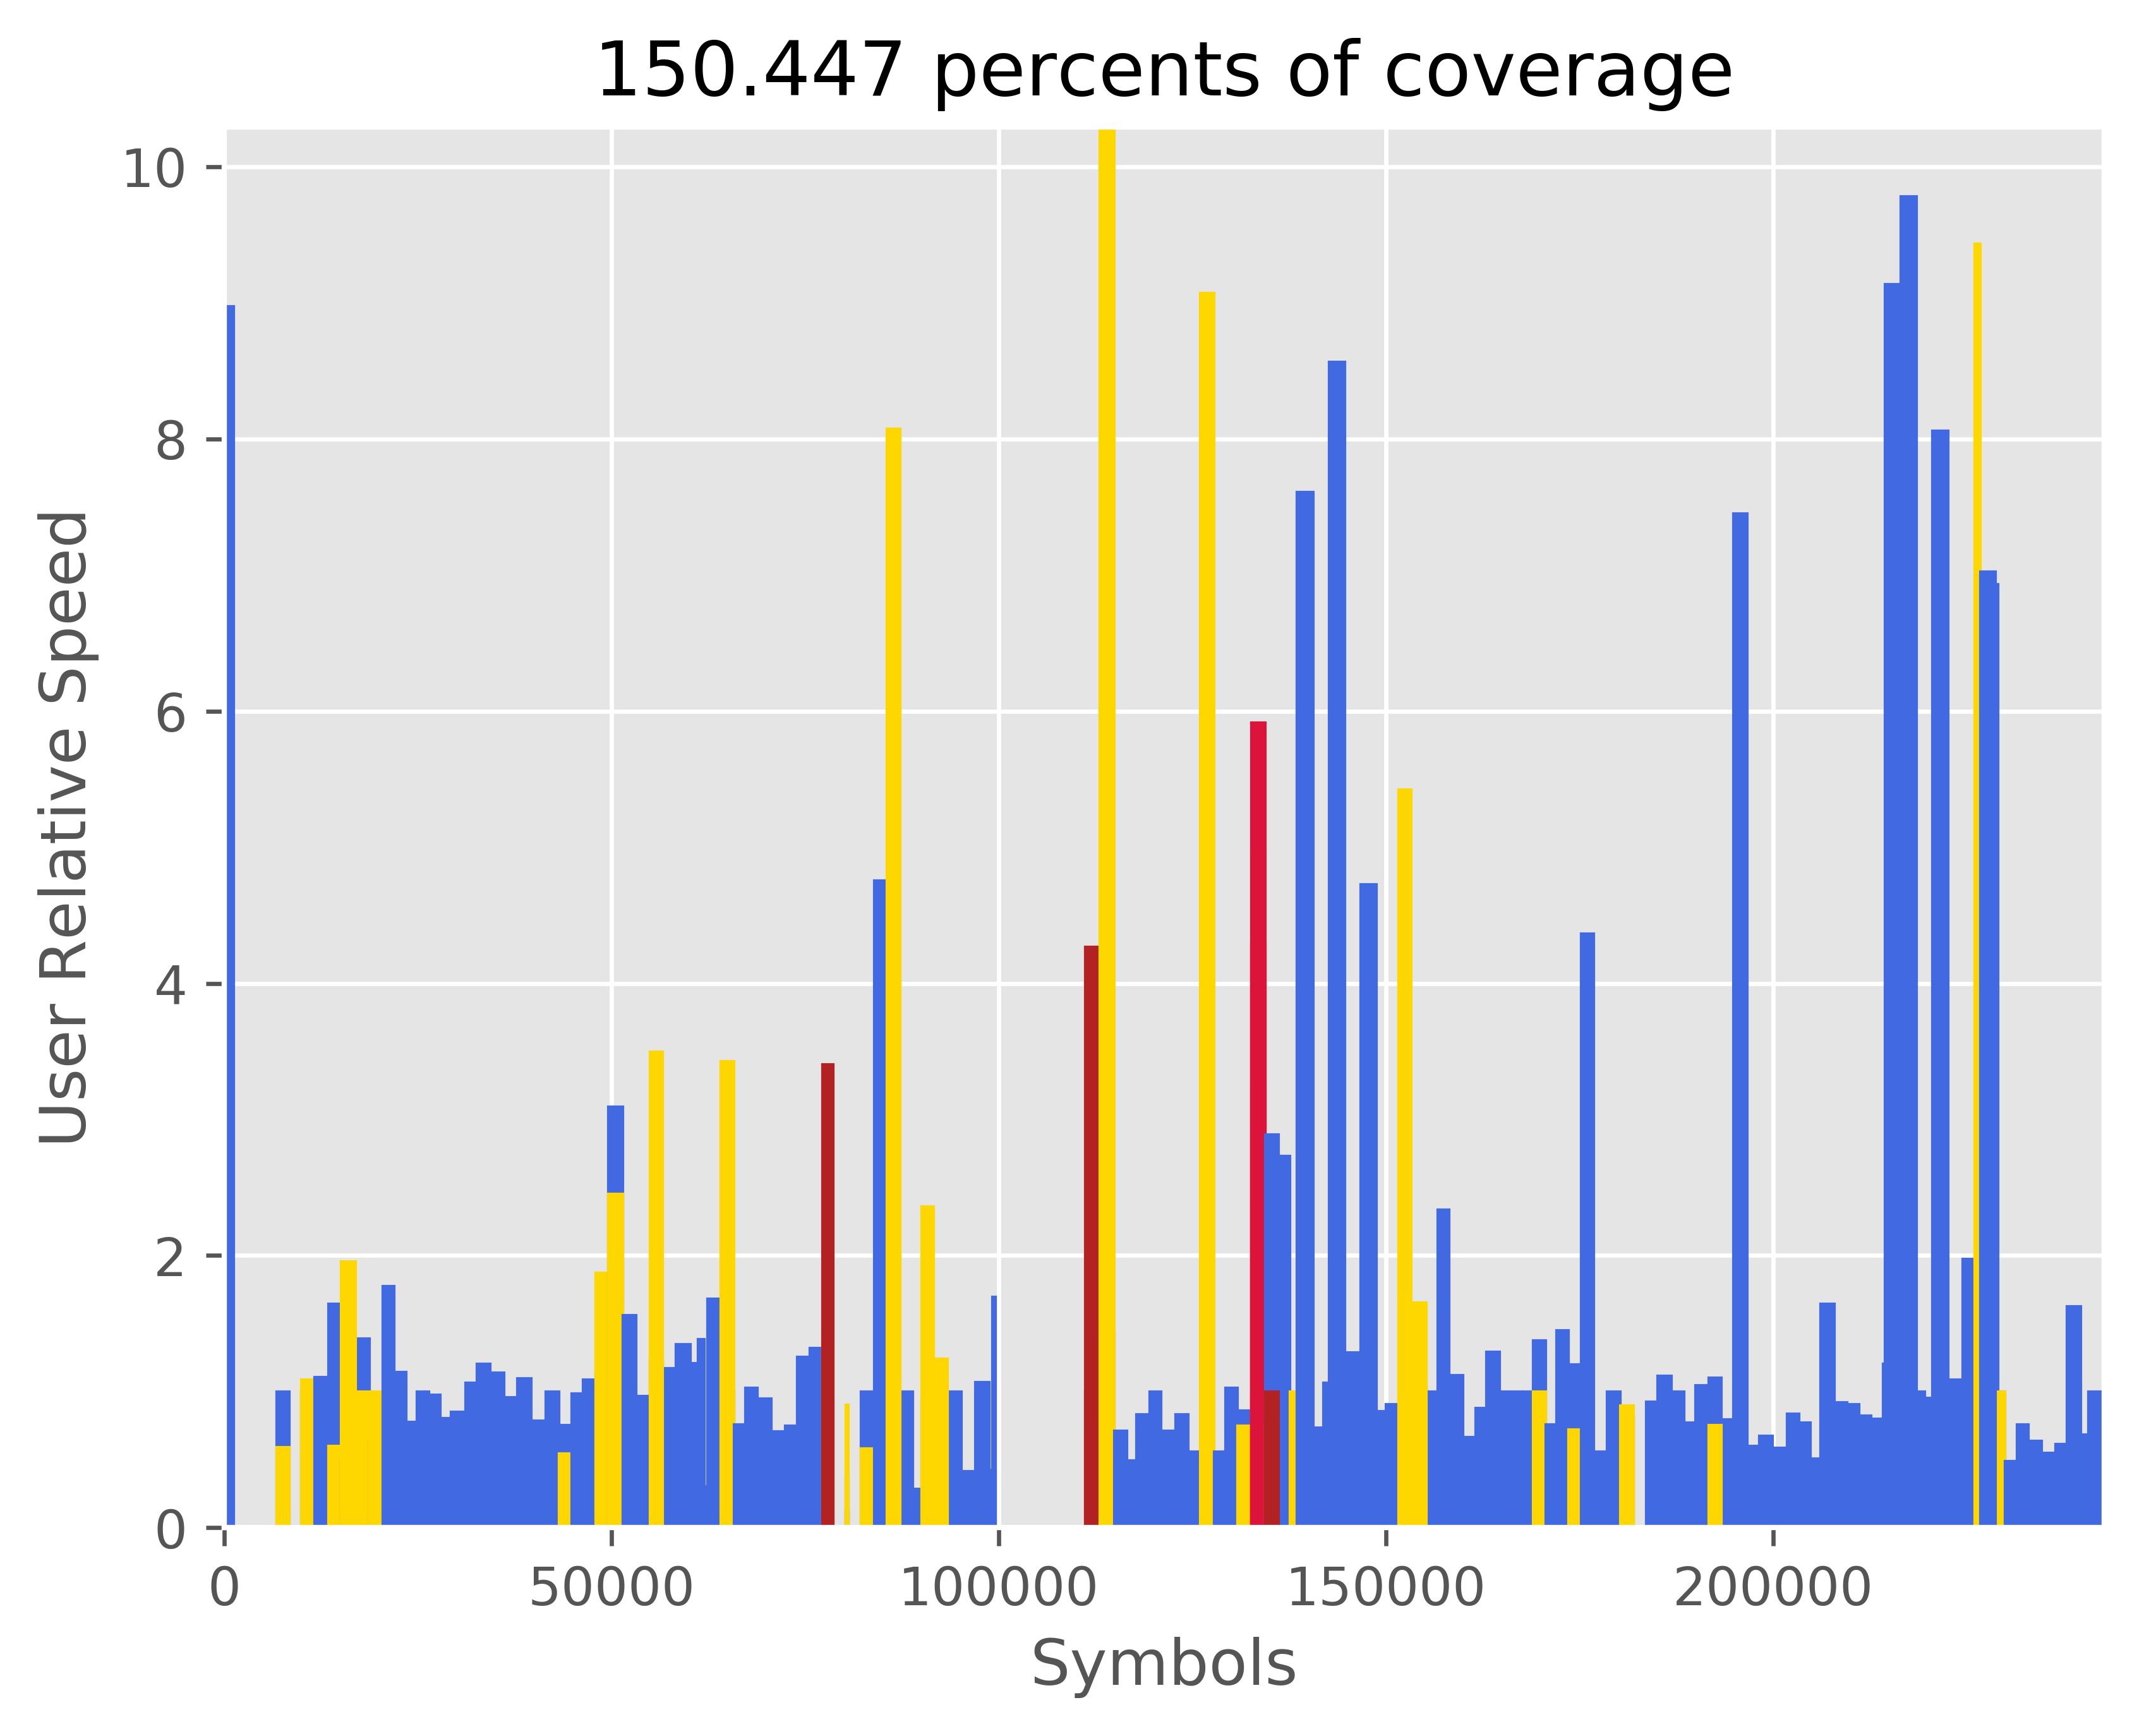 150.447 percents of coverage
10
8
6
4
2
0
User Relative Speed
0 50000 100000 150000 200000
Symbols